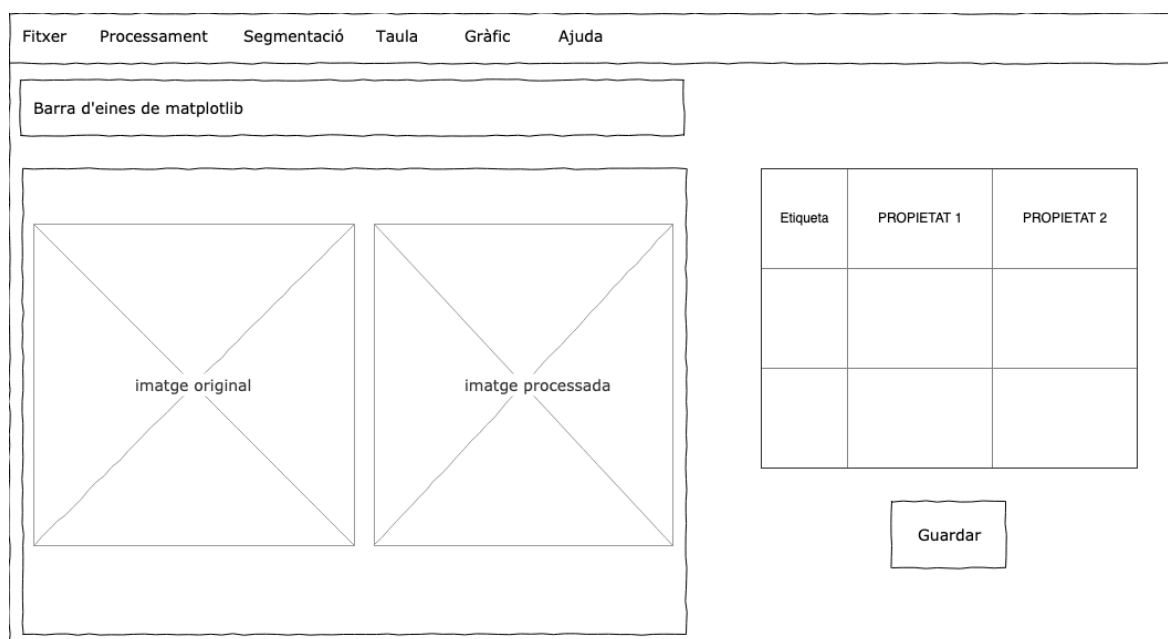 Fitxer Processament Segmentació Taula Gràfic Ajuda
Barra d'eines de matplotlib
imatge original
imatge processada
Etiqueta PROPIETAT 1 PROPIETAT 2
Guardar